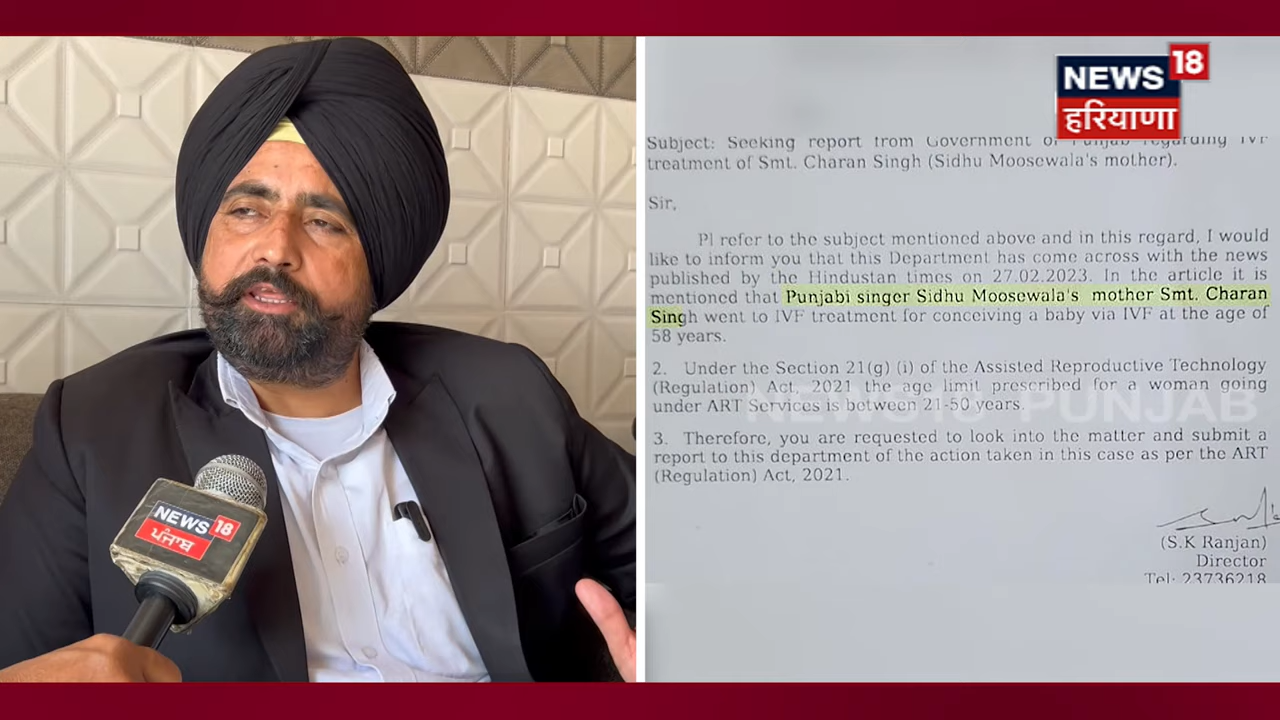 NEWS 18
ਪੰਜਾਬ
NEWS 18
हरियाणा
Subject: Seeking report from Government of Punjab regarding IVF
treatment of Smt. Charan Singh (Sidhu Moosewala's mother).
Sir,
Pl refer to the subject mentioned above and in this regard, I would
like to inform you that this Department has come across with the news
published by the Hindustan times on 27.02.2023. In the article it is
mentioned that Punjabi singer Sidhu Moosewala's mother Smt. Charan
Singh went to IVF treatment for conceiving a baby via IVF at the age of
58 years.
2. Under the Section 21(g) (i) of the Assisted Reproductive Technology
(Regulation) Act, 2021 the age limit prescribed for a woman going
under ART Services is between 21-50 years.
NEWS18 PUNJAB
3. Therefore, you are requested to look into the matter and submit a
report to this department of the action taken in this case as per the ART
(Regulation) Act, 2021.
(S.K Ranjan)
Director
Tel: 23736218